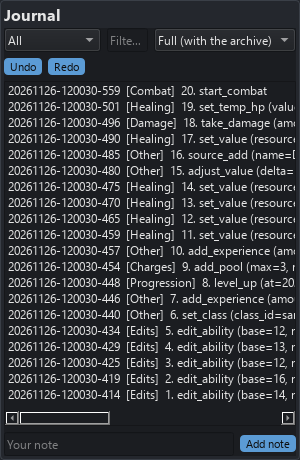 Journal
All Filte... Full (with the archive)
Undo Redo
20261126-120030-559 [Combat] 20. start_combat
20261126-120030-501 [Healing] 19. set_temp_hp (valu
20261126-120030-496 [Damage] 18. take_damage (amo
20261126-120030-490 [Healing] 17. set_value (resourc
20261126-120030-485 [Other] 16. source_add (name=D
20261126-120030-480 [Other] 15. adjust_value (delta=
20261126-120030-475 [Healing] 14. set_value (resourc
20261126-120030-470 [Healing] 13. set_value (resourc
20261126-120030-465 [Healing] 12. set_value (resourc
20261126-120030-459 [Healing] 11. set_value (resourc
20261126-120030-457 [Other] 10. add_experience (amo
20261126-120030-454 [Charges] 9. add_pool (max=3, r
20261126-120030-448 [Progression] 8. level_up (at=20
20261126-120030-446 [Other] 7. add_experience (amou
20261126-120030-440 [Other] 6. set_class (class_id=sa
20261126-120030-434 [Edits] 5. edit_ability (base=12, n
20261126-120030-429 [Edits] 4. edit_ability (base=13, n
20261126-120030-425 [Edits] 3. edit_ability (base=12, n
20261126-120030-419 [Edits] 2. edit_ability (base=16, n
20261126-120030-414 [Edits] 1. edit_ability (base=14, n
Your note Add note